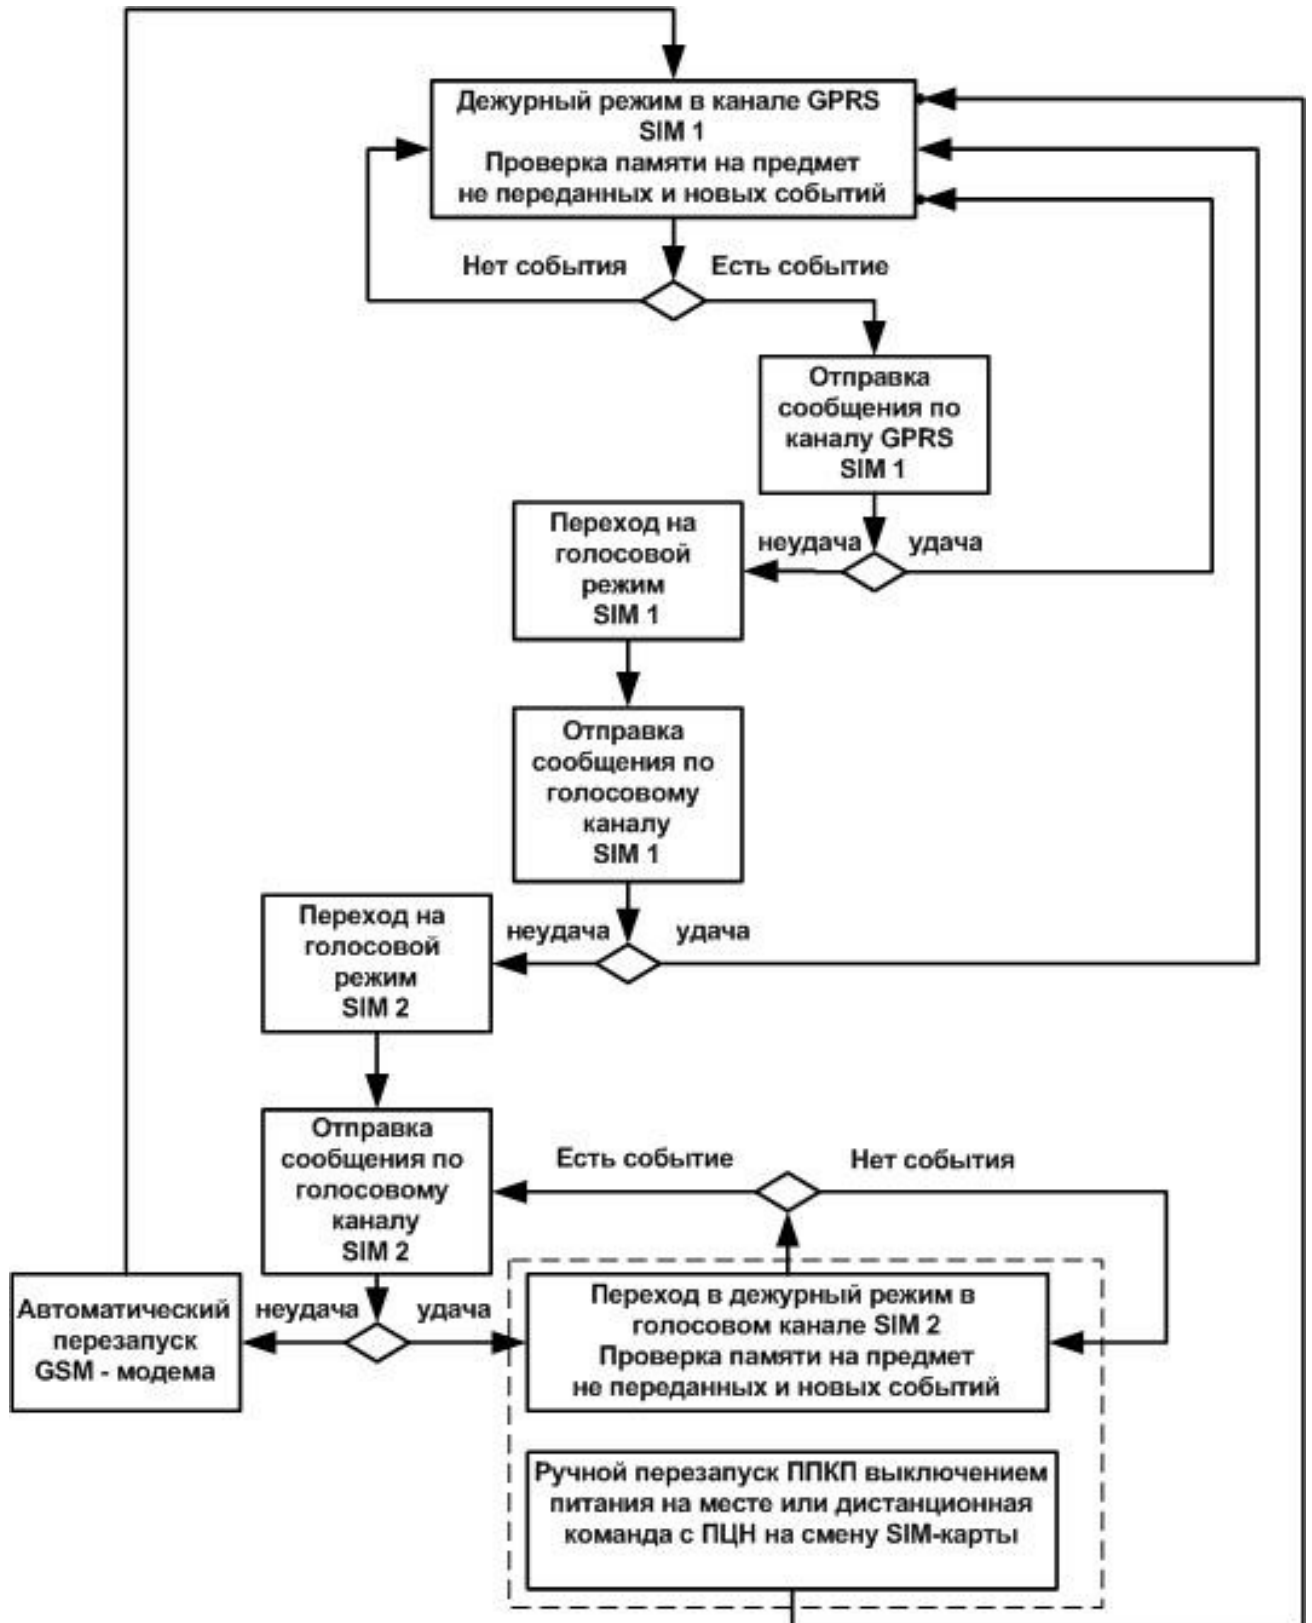 Дежурный режим в канале GPRS
SIM 1
Проверка памяти на предмет
не переданных и новых событий
Нет события
Есть событие
Отправка
сообщения по
каналу GPRS
SIM 1
неудача
удача
Переход на
голосовой
режим
SIM 1
Отправка
сообщения по
голосовому
каналу
SIM 1
неудача
удача
Переход на
голосовой
режим
SIM 2
Отправка
сообщения по
голосовому
каналу
SIM 2
Есть событие
Нет события
неудача
удача
Автоматический
перезапуск
GSM - модема
Переход в дежурный режим в
голосовом канале SIM 2
Проверка памяти на предмет
не переданных и новых событий
Ручной перезапуск ППКП выключением
питания на месте или дистанционная
команда с ПЦН на смену SIM-карты